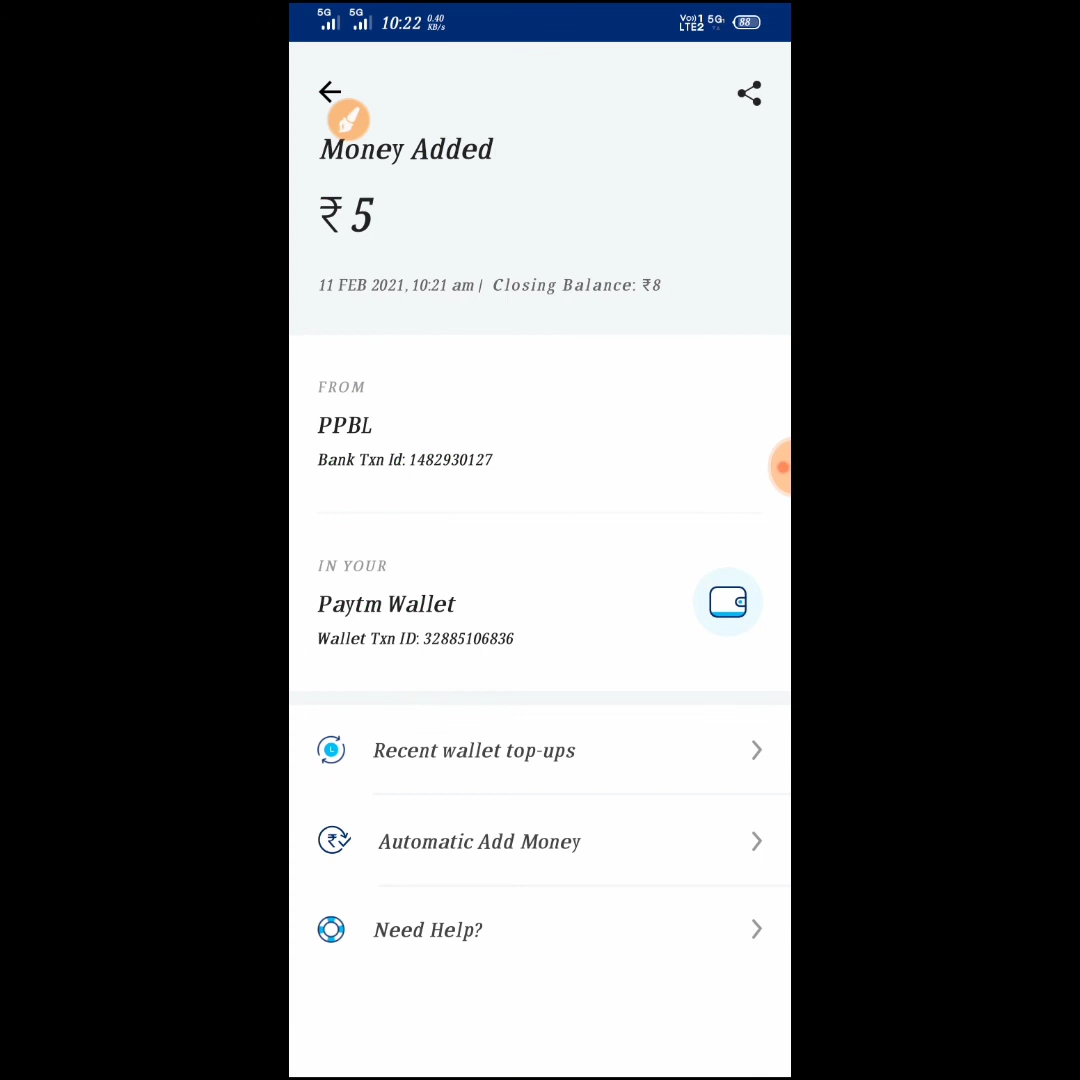 5G 5G 10:22 0.40 KB/s Vo)) 1 LTE2 5G 88
Money Added
₹ 5
11 FEB 2021, 10:21 am | Closing Balance: ₹8
FROM
PPBL
Bank Txn Id: 1482930127
IN YOUR
Paytm Wallet
Wallet Txn ID: 32885106836
Recent wallet top-ups
Automatic Add Money
Need Help?